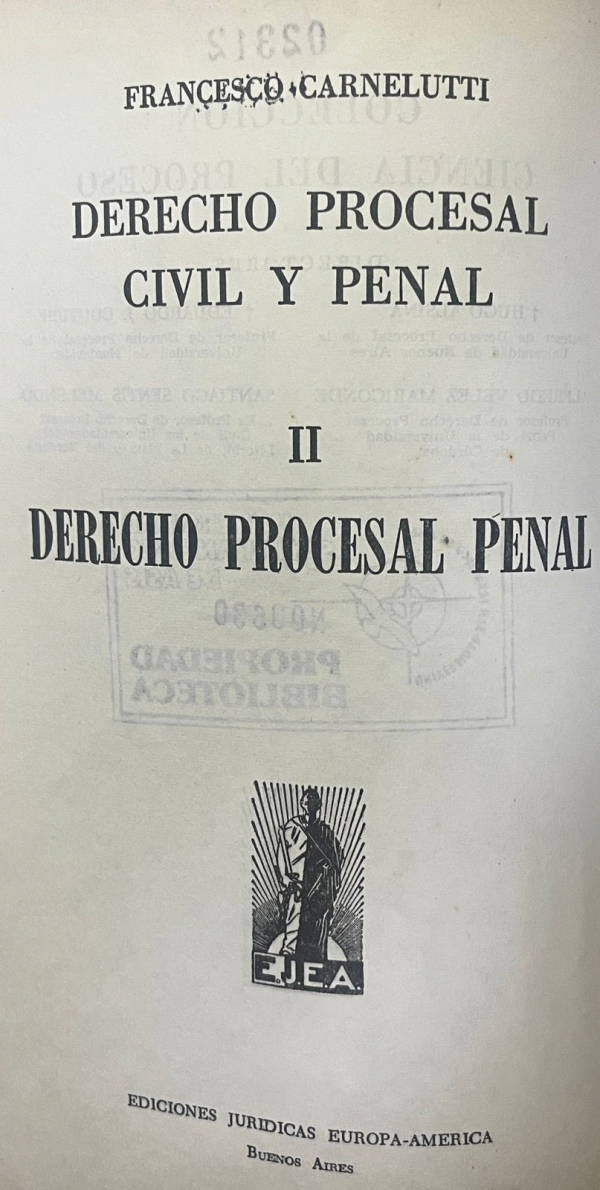 FRANCESCO CARNELUTTI
DERECHO PROCESAL
CIVIL Y PENAL
II
DERECHO PROCESAL PENAL
E.J.E.A.
EDICIONES JURIDICAS EUROPA-AMERICA
BUENOS AIRES